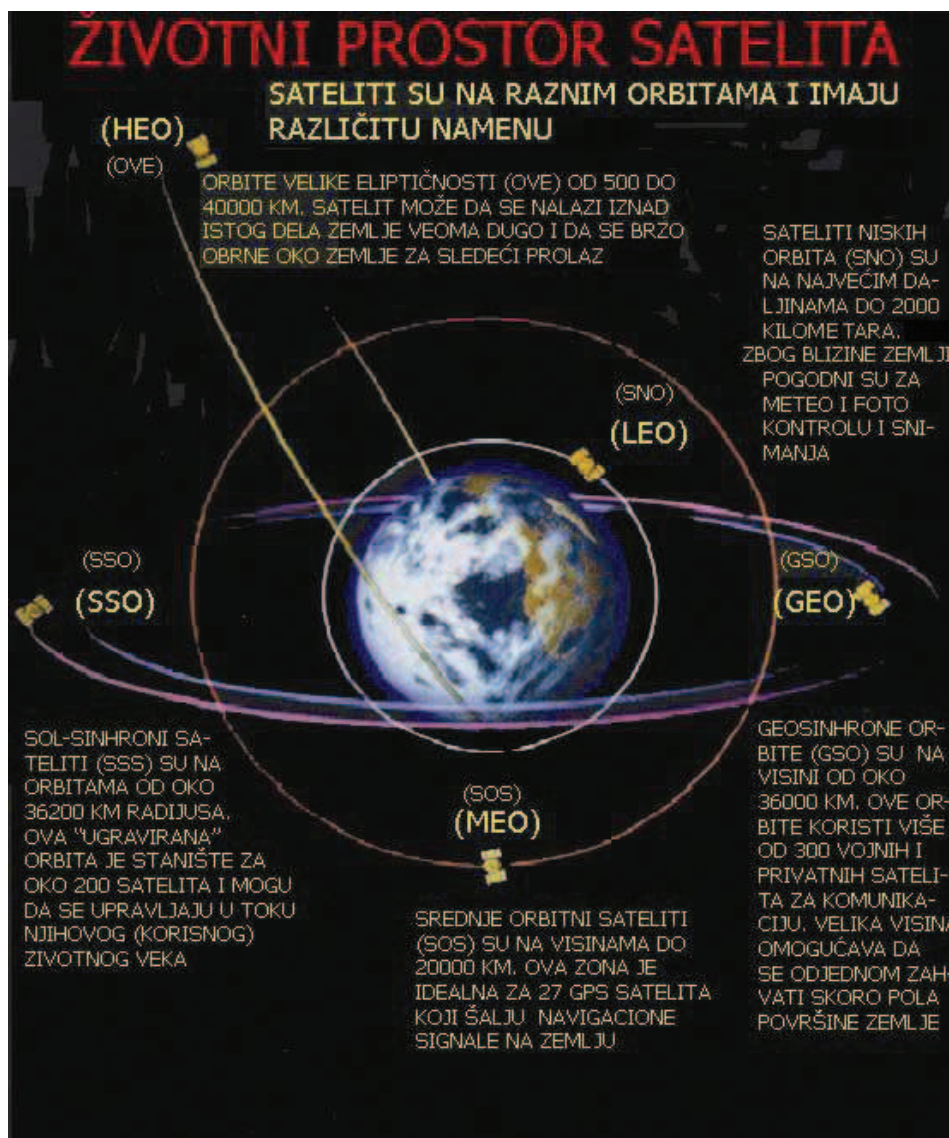 ŽIVOTNI PROSTOR SATELITA
SATELITI SU NA RAZNIM ORBITAMA I IMAJU
RAZLIČITU NAMENU
(HEO)
(OVE)
ORBITE VELIKE ELIPTIČNOSTI (OVE) OD 500 DO
40000 KM. SATELIT MOŽE DA SE NALAZI IZNAD
ISTOG DELA ZEMLJE VEOMA DUGO I DA SE BRZO
OBRNE OKO ZEMLJE ZA SLEDEĆI PROLAZ
SATELITI NISKIH
ORBITA (SNO) SU
NA NAJVEĆIM DA-
LJINAMA DO 2000
KILOMETARA.
ZBOG BLIZINE ZEMLJI
POGODNI SU ZA
METEO I FOTO
KONTROLU I SNI-
MANJA
(SNO)
(LEO)
(SSO)
(SSO)
(GSO)
(GEO)
SOL-SINHRONI SA-
TELITI (SSS) SU NA
ORBITAMA OD OKO
36200 KM RADIJUSA.
OVA "UGRAVIRANA"
ORBITA JE STANIŠTE ZA
OKO 200 SATELITA I MOGU
DA SE UPRAVLJAJU U TOKU
NJIHOVOG (KORISNOG)
ZIVOTNOG VEKA
(SOS)
(MEO)
SREDNJE ORBITNI SATELITI
(SOS) SU NA VISINAMA DO
20000 KM. OVA ZONA JE
IDEALNA ZA 27 GPS SATELITA
KOJI ŠALJU NAVIGACIONE
SIGNALE NA ZEMLJU
GEOSINHRONE OR-
BITE (GSO) SU NA
VISINI OD OKO
36000 KM. OVE OR-
BITE KORISTI VIŠE
OD 300 VOJNIH I
PRIVATNIH SATELI-
TA ZA KOMUNIKA-
CIJU. VELIKA VISINA
OMOGUĆAVA DA
SE ODJEDNOM ZAH
VATI SKORO POLA
POVRŠINE ZEMLJE